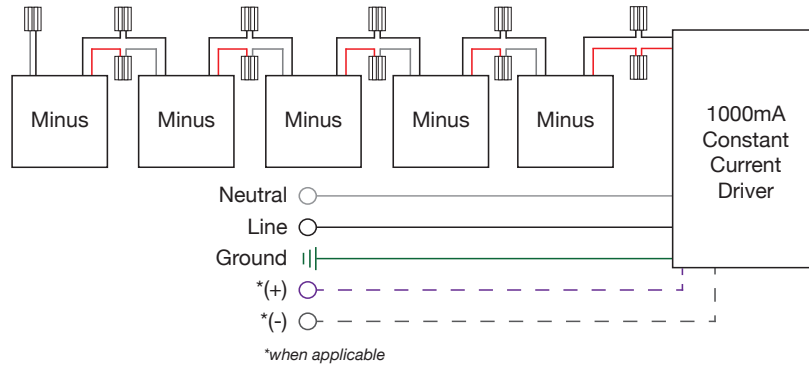 Minus
Minus
Minus
Minus
Minus
1000mA
Constant
Current
Driver
Neutral
Line
Ground
*(+)
*(-)
*when applicable